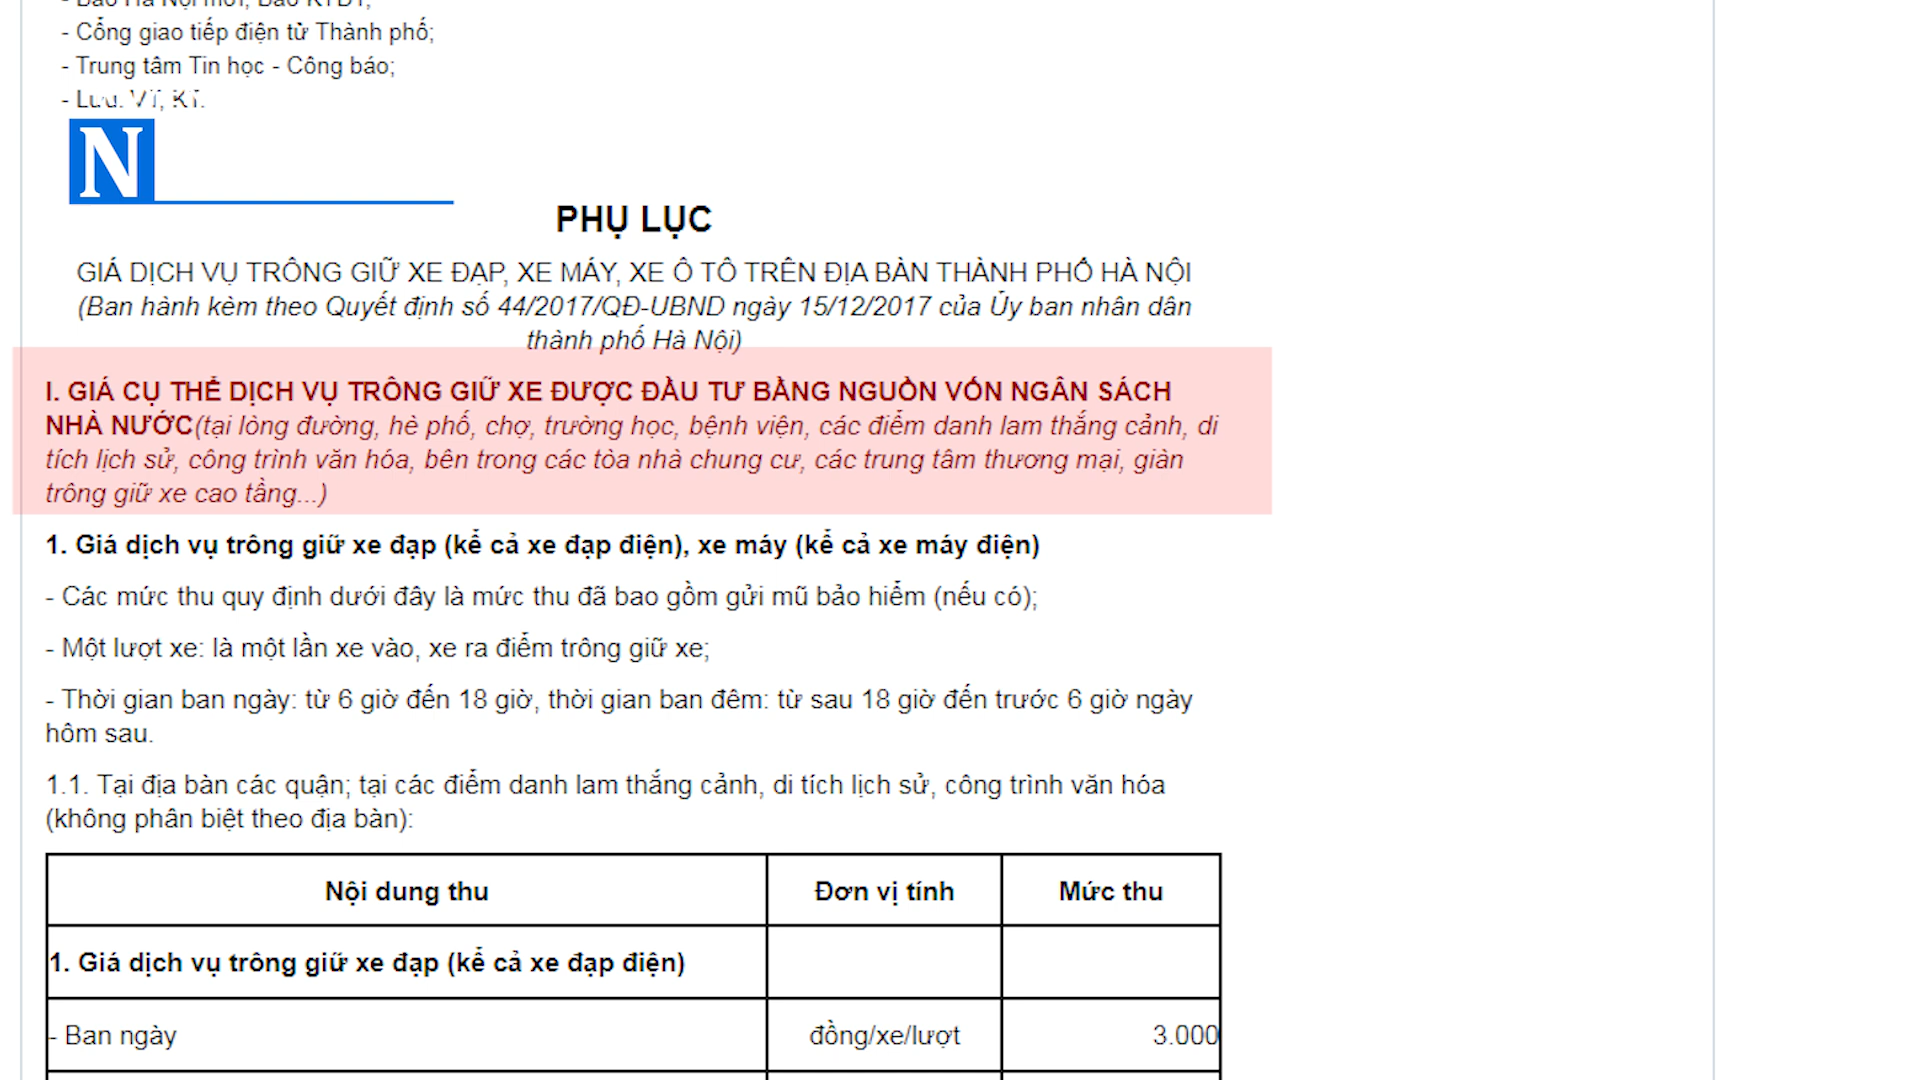 - Báo Hà Nội mới, Báo KTĐT;
- Cổng giao tiếp điện tử Thành phố;
- Trung tâm Tin học - Công báo;
- Lưu: VT, KT.
N
PHỤ LỤC
GIÁ DỊCH VỤ TRÔNG GIỮ XE ĐẠP, XE MÁY, XE Ô TÔ TRÊN ĐỊA BÀN THÀNH PHỐ HÀ NỘI
(Ban hành kèm theo Quyết định số 44/2017/QĐ-UBND ngày 15/12/2017 của Ủy ban nhân dân
thành phố Hà Nội)
I. GIÁ CỤ THỂ DỊCH VỤ TRÔNG GIỮ XE ĐƯỢC ĐẦU TƯ BẰNG NGUỒN VỐN NGÂN SÁCH
NHÀ NƯỚC(tại lòng đường, hè phố, chợ, trường học, bệnh viện, các điểm danh lam thắng cảnh, di
tích lịch sử, công trình văn hóa, bên trong các tòa nhà chung cư, các trung tâm thương mại, giàn
trông giữ xe cao tầng...)
1. Giá dịch vụ trông giữ xe đạp (kể cả xe đạp điện), xe máy (kể cả xe máy điện)
- Các mức thu quy định dưới đây là mức thu đã bao gồm gửi mũ bảo hiểm (nếu có);
- Một lượt xe: là một lần xe vào, xe ra điểm trông giữ xe;
- Thời gian ban ngày: từ 6 giờ đến 18 giờ, thời gian ban đêm: từ sau 18 giờ đến trước 6 giờ ngày
hôm sau.
1.1. Tại địa bàn các quận; tại các điểm danh lam thắng cảnh, di tích lịch sử, công trình văn hóa
(không phân biệt theo địa bàn):
Nội dung thu Đơn vị tính Mức thu
1. Giá dịch vụ trông giữ xe đạp (kể cả xe đạp điện)
- Ban ngày đồng/xe/lượt 3.000